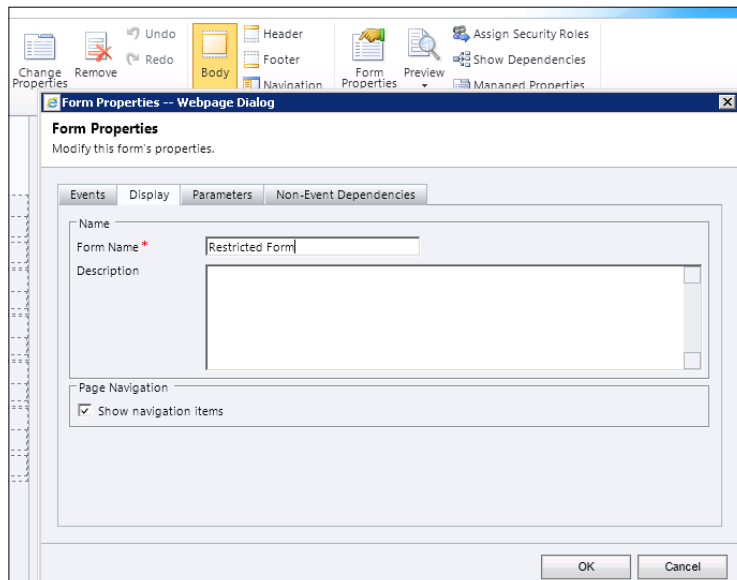 Undo
Redo
Change
Properties
Remove
Body
Header
Footer
Navigation
Form
Properties
Preview
Assign Security Roles
Show Dependencies
Managed Properties
Form Properties -- Webpage Dialog
Form Properties
Modify this form's properties.
Events Display Parameters Non-Event Dependencies
Name
Form Name * Restricted Form
Description
Page Navigation
Show navigation items
OK Cancel